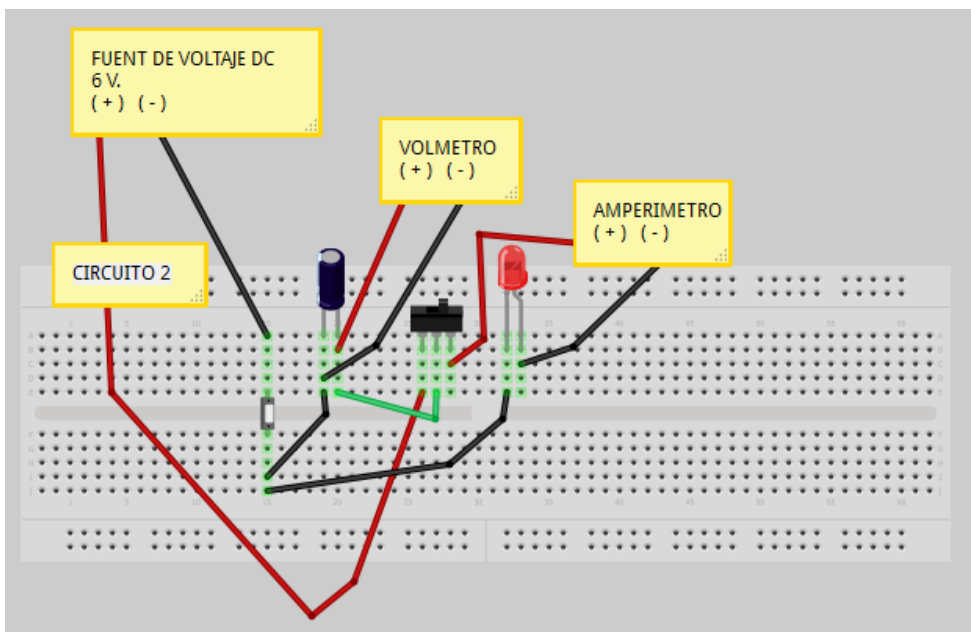 FUENT DE VOLTAJE DC
6 V.
( + ) ( - )
VOLMETRO
( + ) ( - )
AMPERIMETRO
( + ) ( - )
CIRCUITO 2